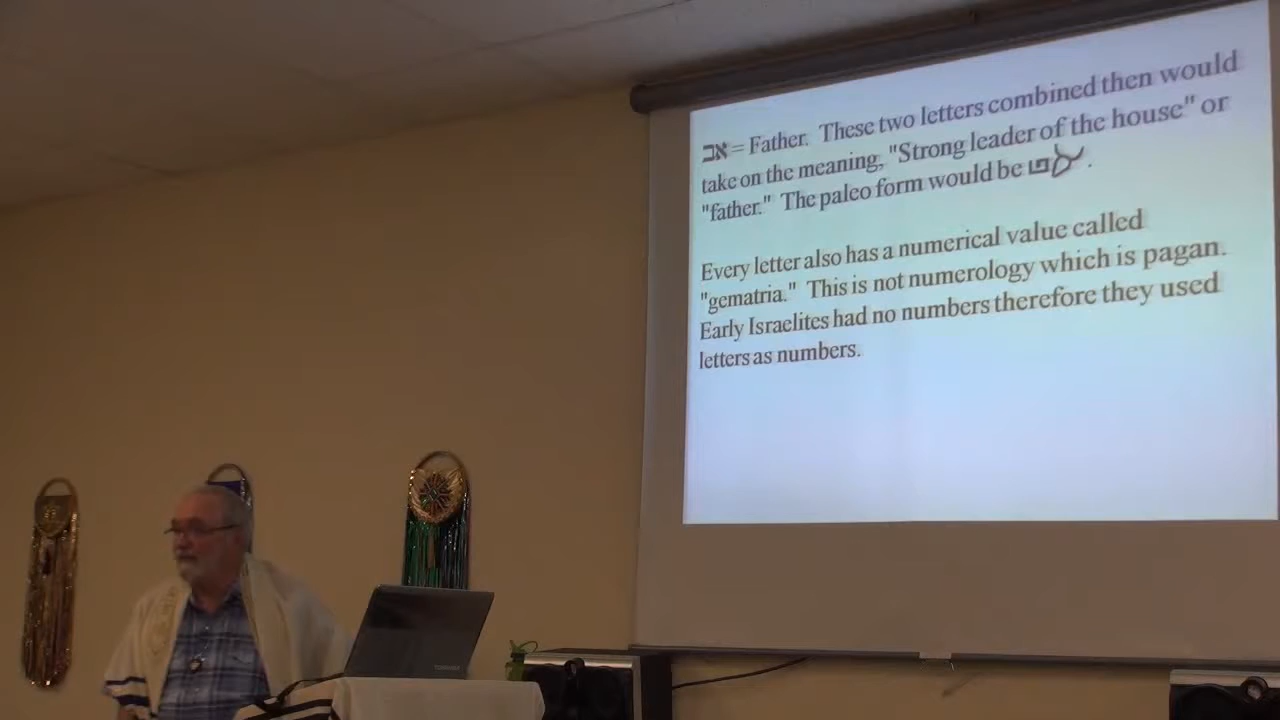 אב = Father. These two letters combined then would
take on the meaning, "Strong leader of the house" or
"father." The paleo form would be .
Every letter also has a numerical value called
"gematria." This is not numerology which is pagan.
Early Israelites had no numbers therefore they used
letters as numbers.
TOSHIBA